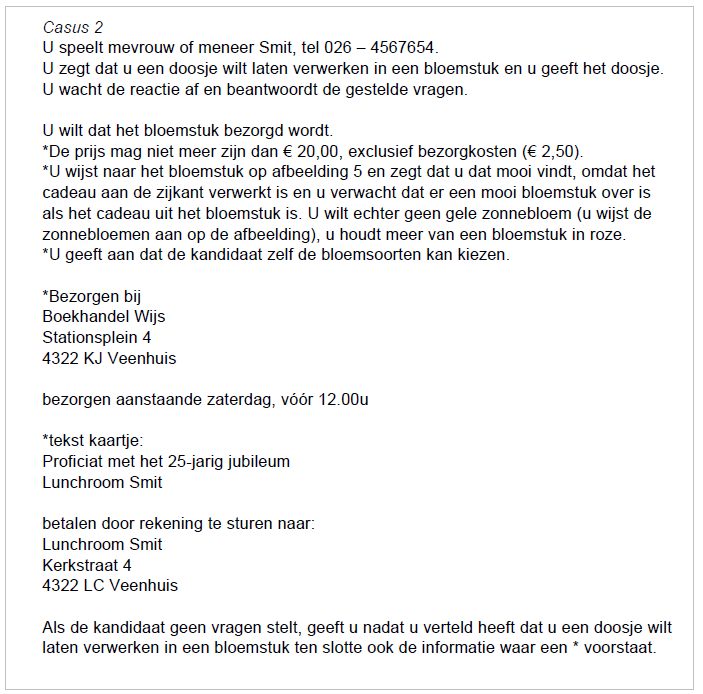 Casus 2
U speelt mevrouw of meneer Smit, tel 026 – 4567654.
U zegt dat u een doosje wilt laten verwerken in een bloemstuk en u geeft het doosje.
U wacht de reactie af en beantwoordt de gestelde vragen.
U wilt dat het bloemstuk bezorgd wordt.
*De prijs mag niet meer zijn dan € 20,00, exclusief bezorgkosten (€ 2,50).
*U wijst naar het bloemstuk op afbeelding 5 en zegt dat u dat mooi vindt, omdat het
cadeau aan de zijkant verwerkt is en u verwacht dat er een mooi bloemstuk over is
als het cadeau uit het bloemstuk is. U wilt echter geen gele zonnebloem (u wijst de
zonnebloemen aan op de afbeelding), u houdt meer van een bloemstuk in roze.
*U geeft aan dat de kandidaat zelf de bloemsoorten kan kiezen.
*Bezorgen bij
Boekhandel Wijs
Stationsplein 4
4322 KJ Veenhuis
bezorgen aanstaande zaterdag, vóór 12.00u
*tekst kaartje:
Proficiat met het 25-jarig jubileum
Lunchroom Smit
betalen door rekening te sturen naar:
Lunchroom Smit
Kerkstraat 4
4322 LC Veenhuis
Als de kandidaat geen vragen stelt, geeft u nadat u verteld heeft dat u een doosje wilt
laten verwerken in een bloemstuk ten slotte ook de informatie waar een * voorstaat.